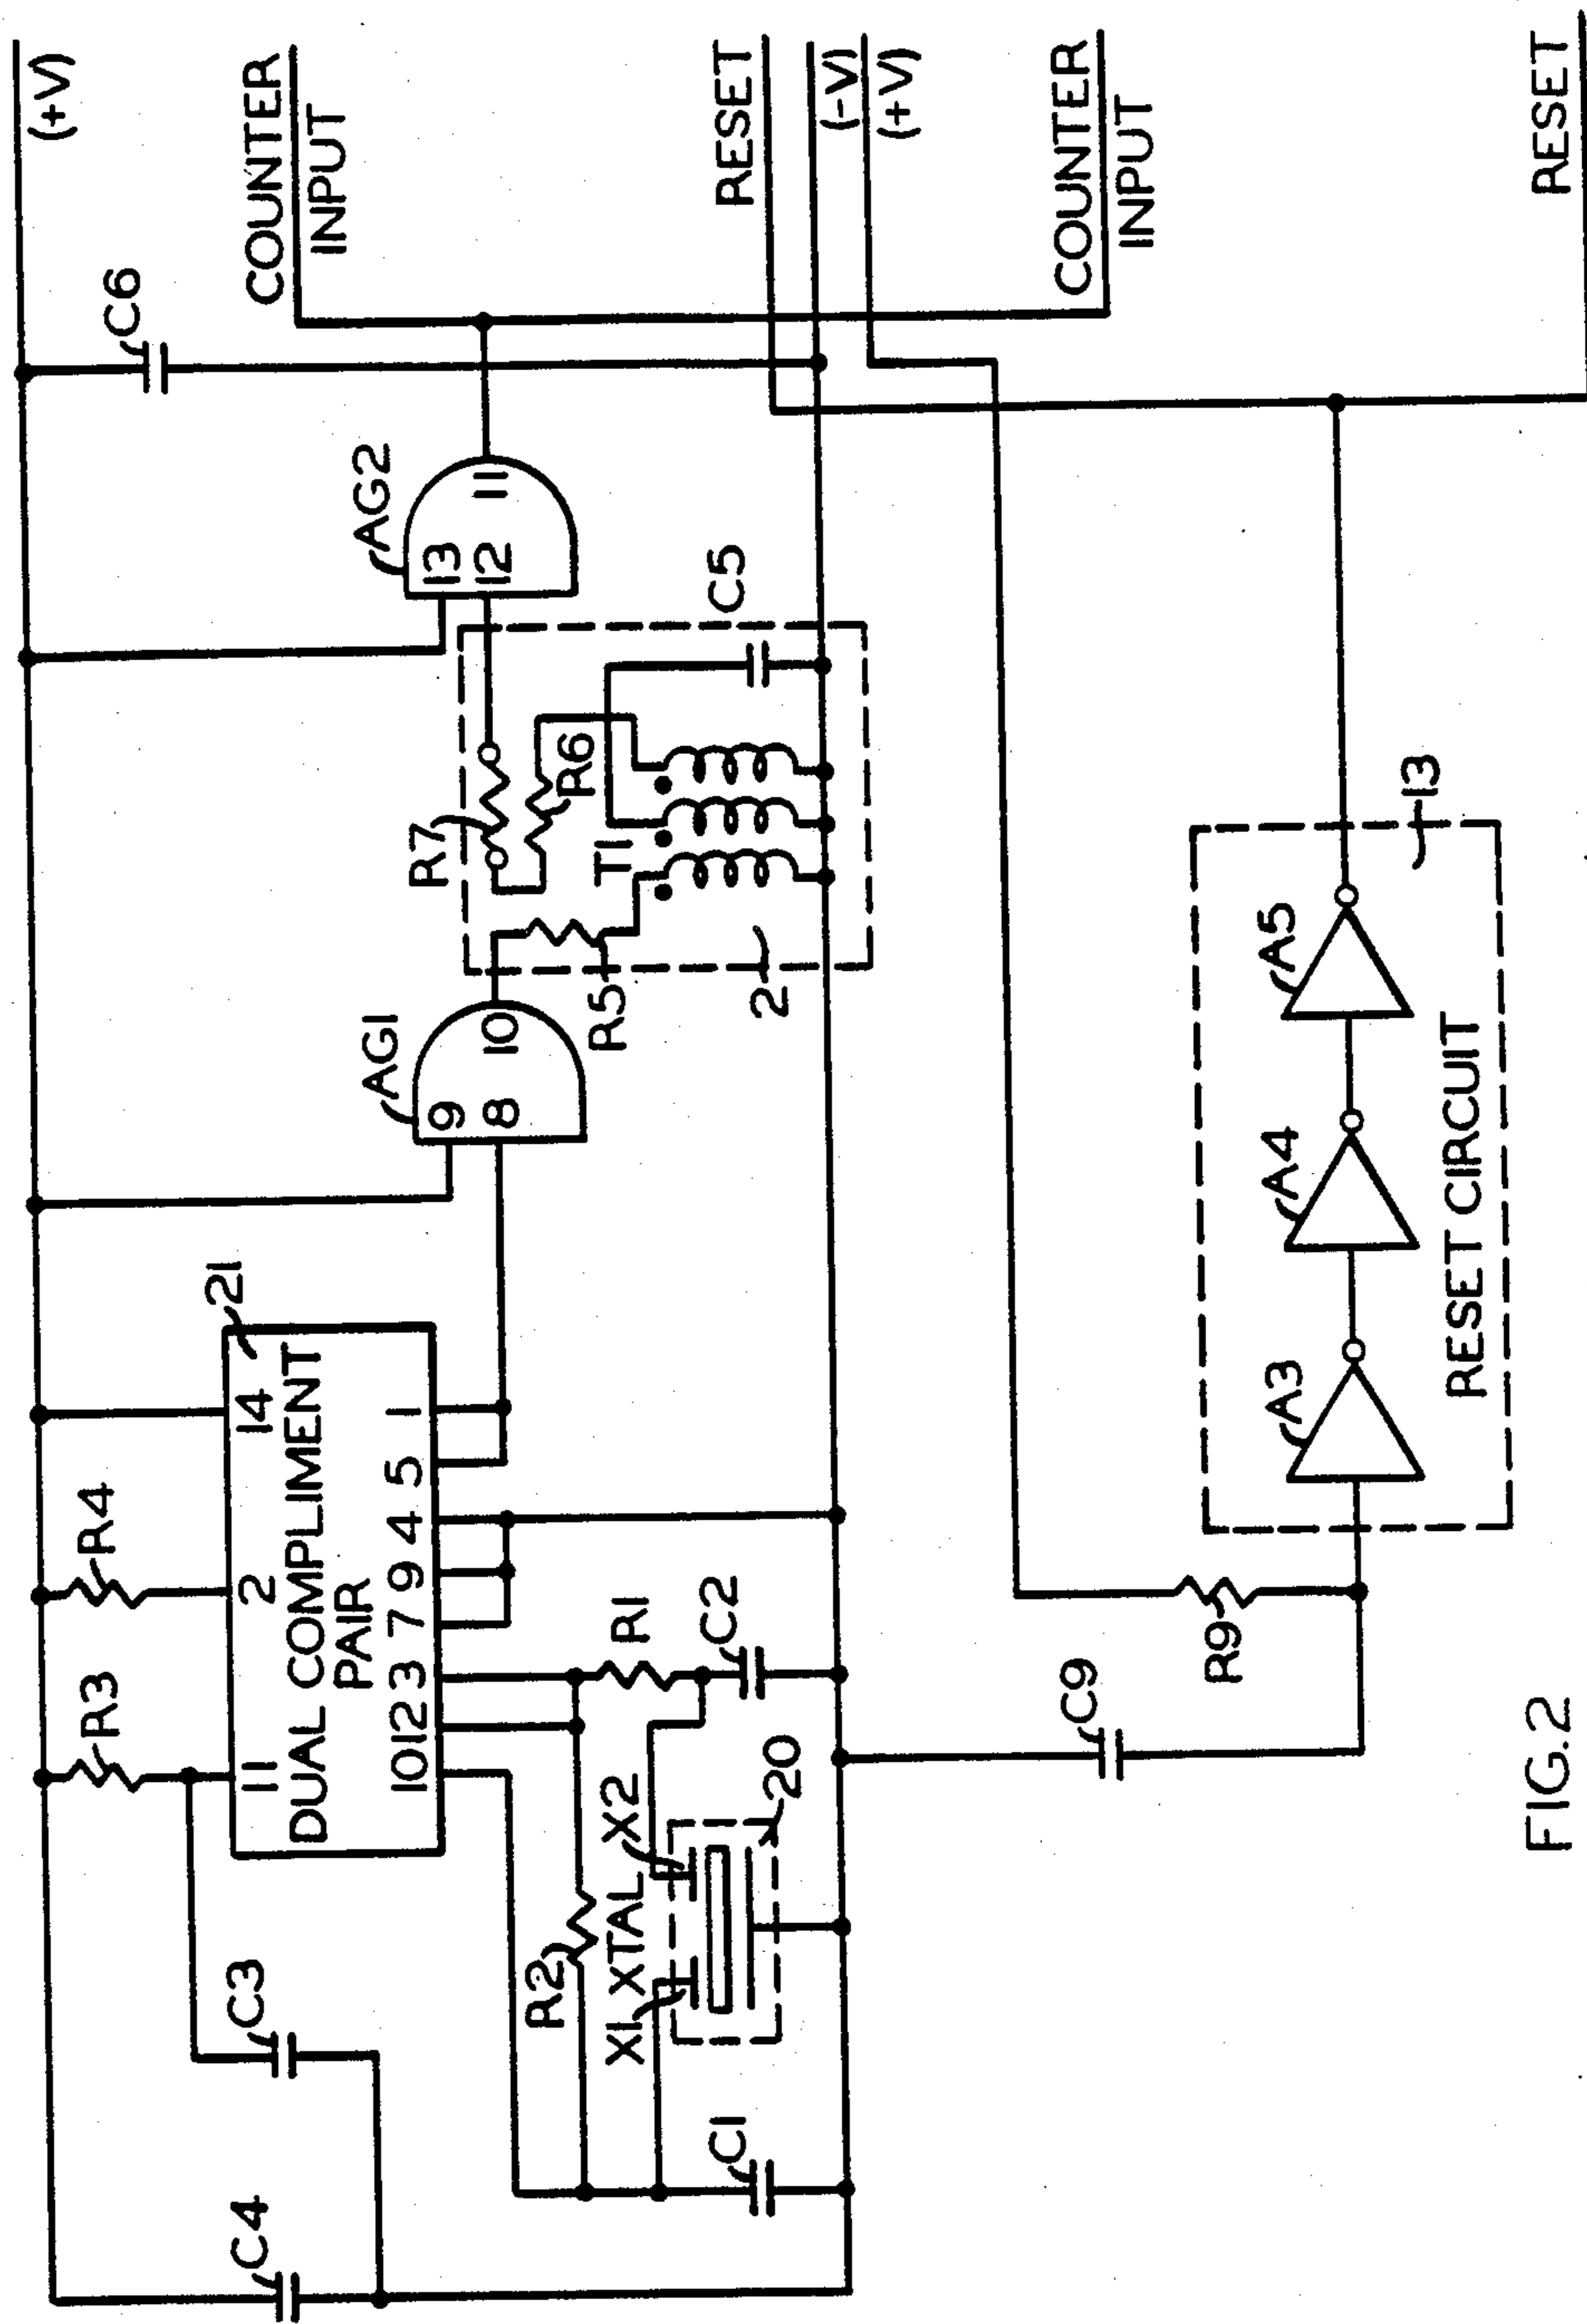 (+V)
COUNTER
INPUT
RESET
(-V)
(+V)
COUNTER
INPUT
RESET
C6
AG2
13
12
11
C5
R7
R6
T1
R5
2
AG1
9
8
10
21
R3
R4
11
2
14
DUAL COMPLIMENT
PAIR
10
12
3
7
9
4
5
1
C3
C4
R2
R1
C2
X1
XTAL
X2
20
C1
C9
R9
A3
A4
A5
13
RESET CIRCUIT
FIG.2